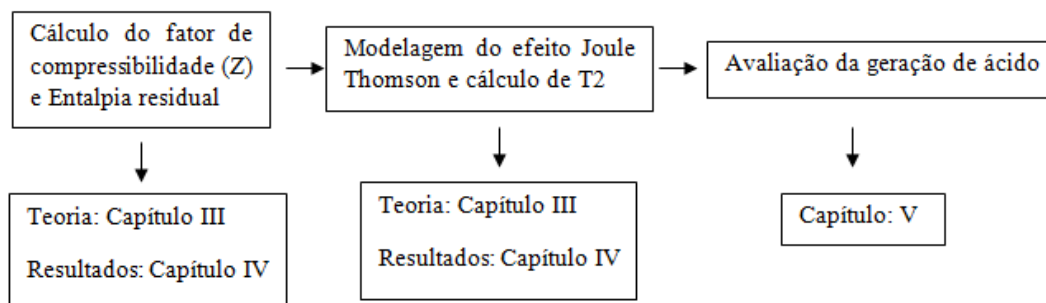 Cálculo do fator de
compressibilidade (Z)
e Entalpia residual
Modelagem do efeito Joule
Thomson e cálculo de T2
Avaliação da geração de ácido
Teoria: Capítulo III
Resultados: Capítulo IV
Teoria: Capítulo III
Resultados: Capítulo IV
Capítulo: V